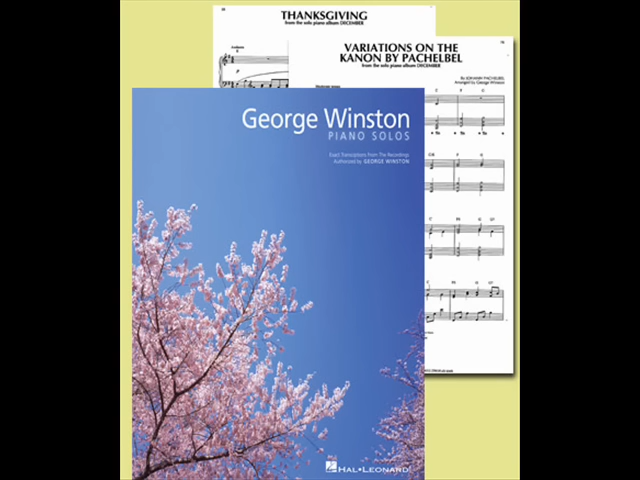 THANKSGIVING
from the solo piano album DECEMBER
VARIATIONS ON THE
KANON BY PACHELBEL
from the solo piano album DECEMBER
By JOHANN PACHELBEL
Arranged by George Winston
George Winston
PIANO SOLOS
Exact Transcriptions From The Recordings
Authorized by GEORGE WINSTON
HAL•LEONARD